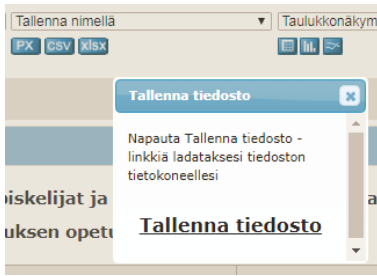 Tallenna nimellä
Taulukkonäkym
PX CSV xlsx
Tallenna tiedosto
Napauta Tallenna tiedosto -
linkkiä ladataksesi tiedoston
tietokoneellesi
Tallenna tiedosto
iskelijat ja
uksen opetu